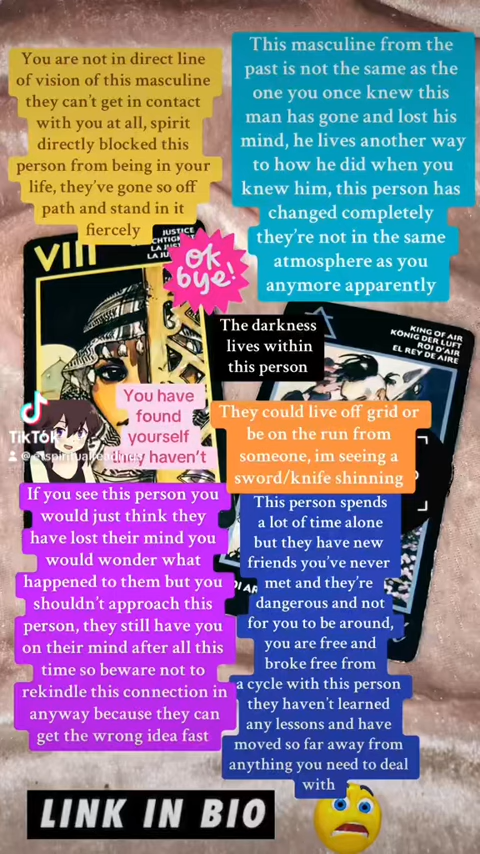 You are not in direct line
of vision of this masculine
they can't get in contact
with you at all, spirit
directly blocked this
person from being in your
life, they've gone so off
path and stand in it
fiercely
This masculine from the
past is not the same as the
one you once knew this
man has gone and lost his
mind, he lives another way
to how he did when you
knew him, this person has
changed completely
they're not in the same
atmosphere as you
anymore apparently
VIII
JUSTICE
ok
bye!
KING OF AIR
KÖNIG DER LUFT
ROI D'AIR
EL REY DE AIRE
The darkness
lives within
this person
You have
found
yourself
they haven't
TikTok
They could live off grid or
be on the run from
someone, im seeing a
sword/knife shinning
If you see this person you
would just think they
have lost their mind you
would wonder what
happened to them but you
shouldn't approach this
person, they still have you
on their mind after all this
time so beware not to
rekindle this connection in
anyway because they can
get the wrong idea fast
This person spends
a lot of time alone
but they have new
friends you've never
met and they're
dangerous and not
for you to be around,
you are free and
broke free from
a cycle with this person
they haven't learned
any lessons and have
moved so far away from
anything you need to deal
with
LINK IN BIO